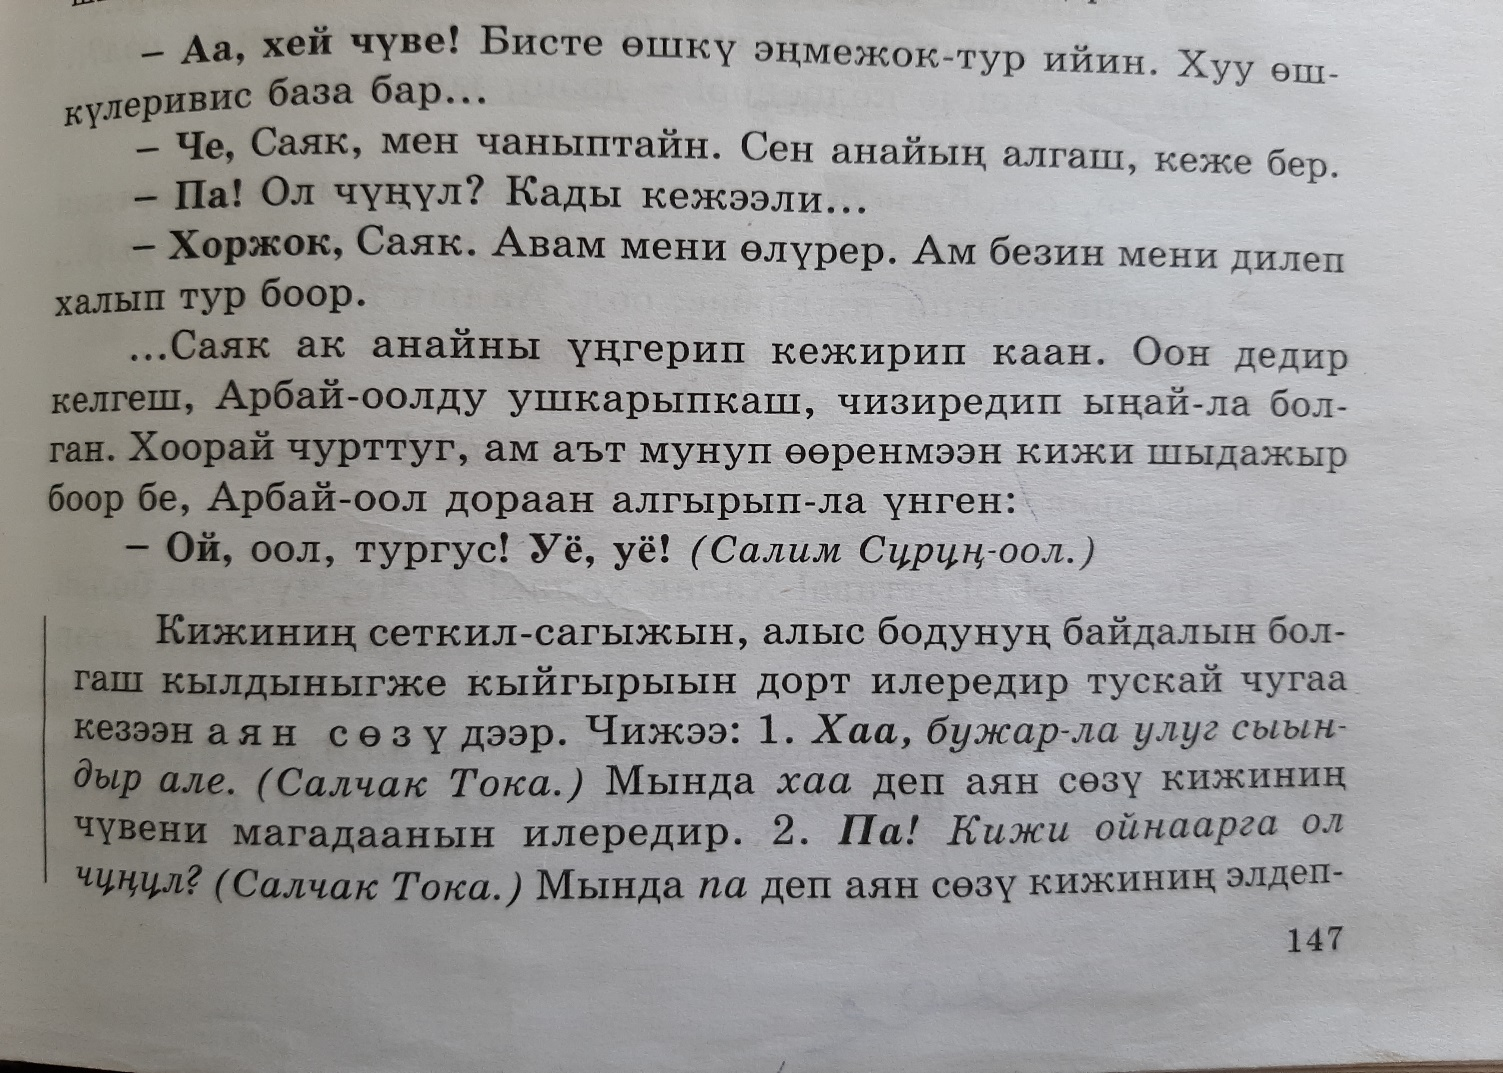 – Аа, хей чүве! Бисте өшкү эңмежок-тур ийин. Хуу өш-
күлеривис база бар...
– Че, Саяк, мен чаныптайн. Сен анайың алгаш, кеже бер.
– Па! Ол чүңүл? Кады кежээли...
– Хоржок, Саяк. Авам мени өлүрер. Ам безин мени дилеп
халып тур боор.
...Саяк ак анайны үңгерип кежирип каан. Оон дедир
келгеш, Арбай-оолду ушкарыпкаш, чизиредип ыңай-ла бол-
ган. Хоорай чурттуг, ам аът мунуп өөренмээн кижи шыдажыр
боор бе, Арбай-оол дораан алгырып-ла үнген:
– Ой, оол, тургус! Уё, уё! (Салим Сүрүң-оол.)
Кижиниң сеткил-сагыжын, алыс бодунуң байдалын бол-
гаш кылдыныгже кыйгырыын дорт илередир тускай чугаа
кезээн аян сөзү дээр. Чижээ: 1. Хаа, бужар-ла улуг сыын-
дыр але. (Салчак Тока.) Мында хаа деп аян сөзү кижиниң
чүвени магадаанын илередир. 2. Па! Кижи ойнаарга ол
чүңүл? (Салчак Тока.) Мында па деп аян сөзү кижиниң элдеп-
147